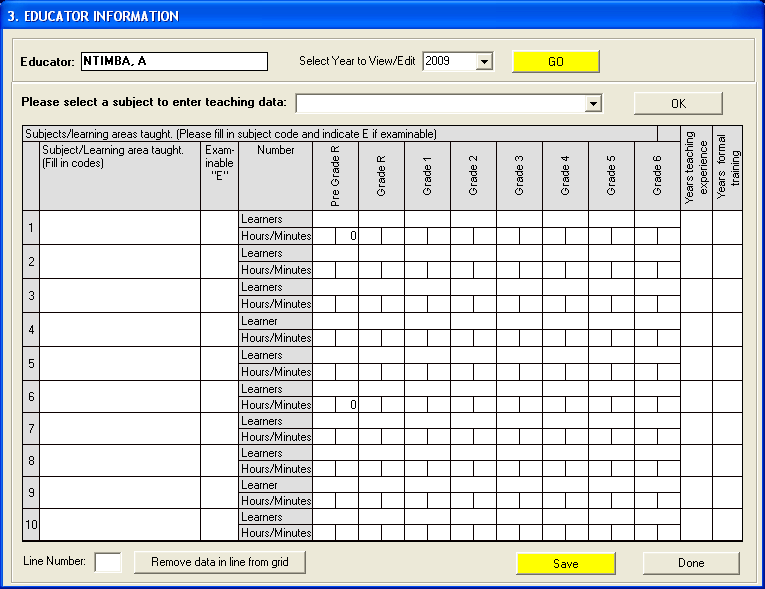 3. EDUCATOR INFORMATION
Educator: NTIMBA, A Select Year to View/Edit 2009 GO
Please select a subject to enter teaching data: OK
Subjects/learning areas taught. (Please fill in subject code and indicate E if examinable)
Subject/Learning area taught.
(Fill in codes)
Exam-
inable
"E"
Number
Pre Grade R
Grade R
Grade 1
Grade 2
Grade 3
Grade 4
Grade 5
Grade 6
Years teaching
experience
Years formal
training
1
Learners
Hours/Minutes 0
2
Learners
Hours/Minutes
3
Learners
Hours/Minutes
4
Learner
Hours/Minutes
5
Learners
Hours/Minutes
6
Learners
Hours/Minutes 0
7
Learners
Hours/Minutes
8
Learners
Hours/Minutes
9
Learner
Hours/Minutes
10
Learners
Hours/Minutes
Line Number: Remove data in line from grid Save Done